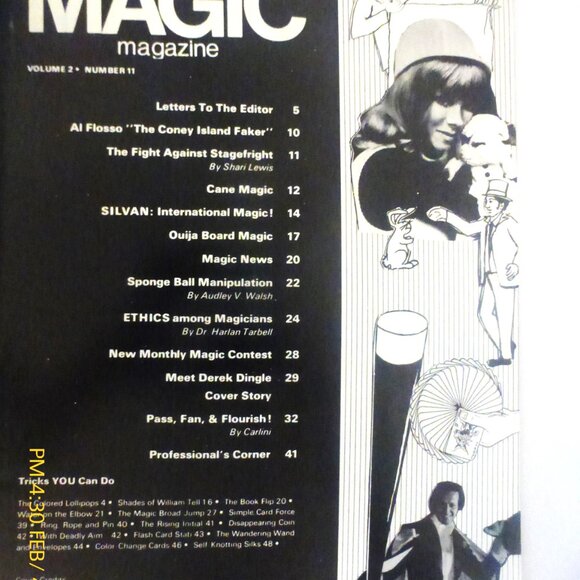 MAGIC
magazine
VOLUME 2 • NUMBER 11
Letters To The Editor 5
Al Flosso "The Coney Island Faker" 10
The Fight Against Stagefright 11
By Shari Lewis
Cane Magic 12
SILVAN: International Magic! 14
Ouija Board Magic 17
Magic News 20
Sponge Ball Manipulation 22
By Audley V. Walsh
ETHICS among Magicians 24
By Dr. Harlan Tarbell
New Monthly Magic Contest 28
Meet Derek Dingle 29
Cover Story
Pass, Fan, & Flourish! 32
By Carlini
Professional's Corner 41
Tricks YOU Can Do
The Colored Lollipops 4 • Shades of William Tell 16 • The Book Flip 20 •
on the Elbow 21 • The Magic Broad Jump 27 • Simple Card Force
39 • Ring, Rope and Pin 40 • The Rising Initial 41 • Disappearing Coin
42 • With Deadly Aim 42 • Flash Card Stab 43 • The Wandering Wand
and Envelopes 44 • Color Change Cards 46 • Self Knotting Silks 48 •
PM 4:30 FEB/